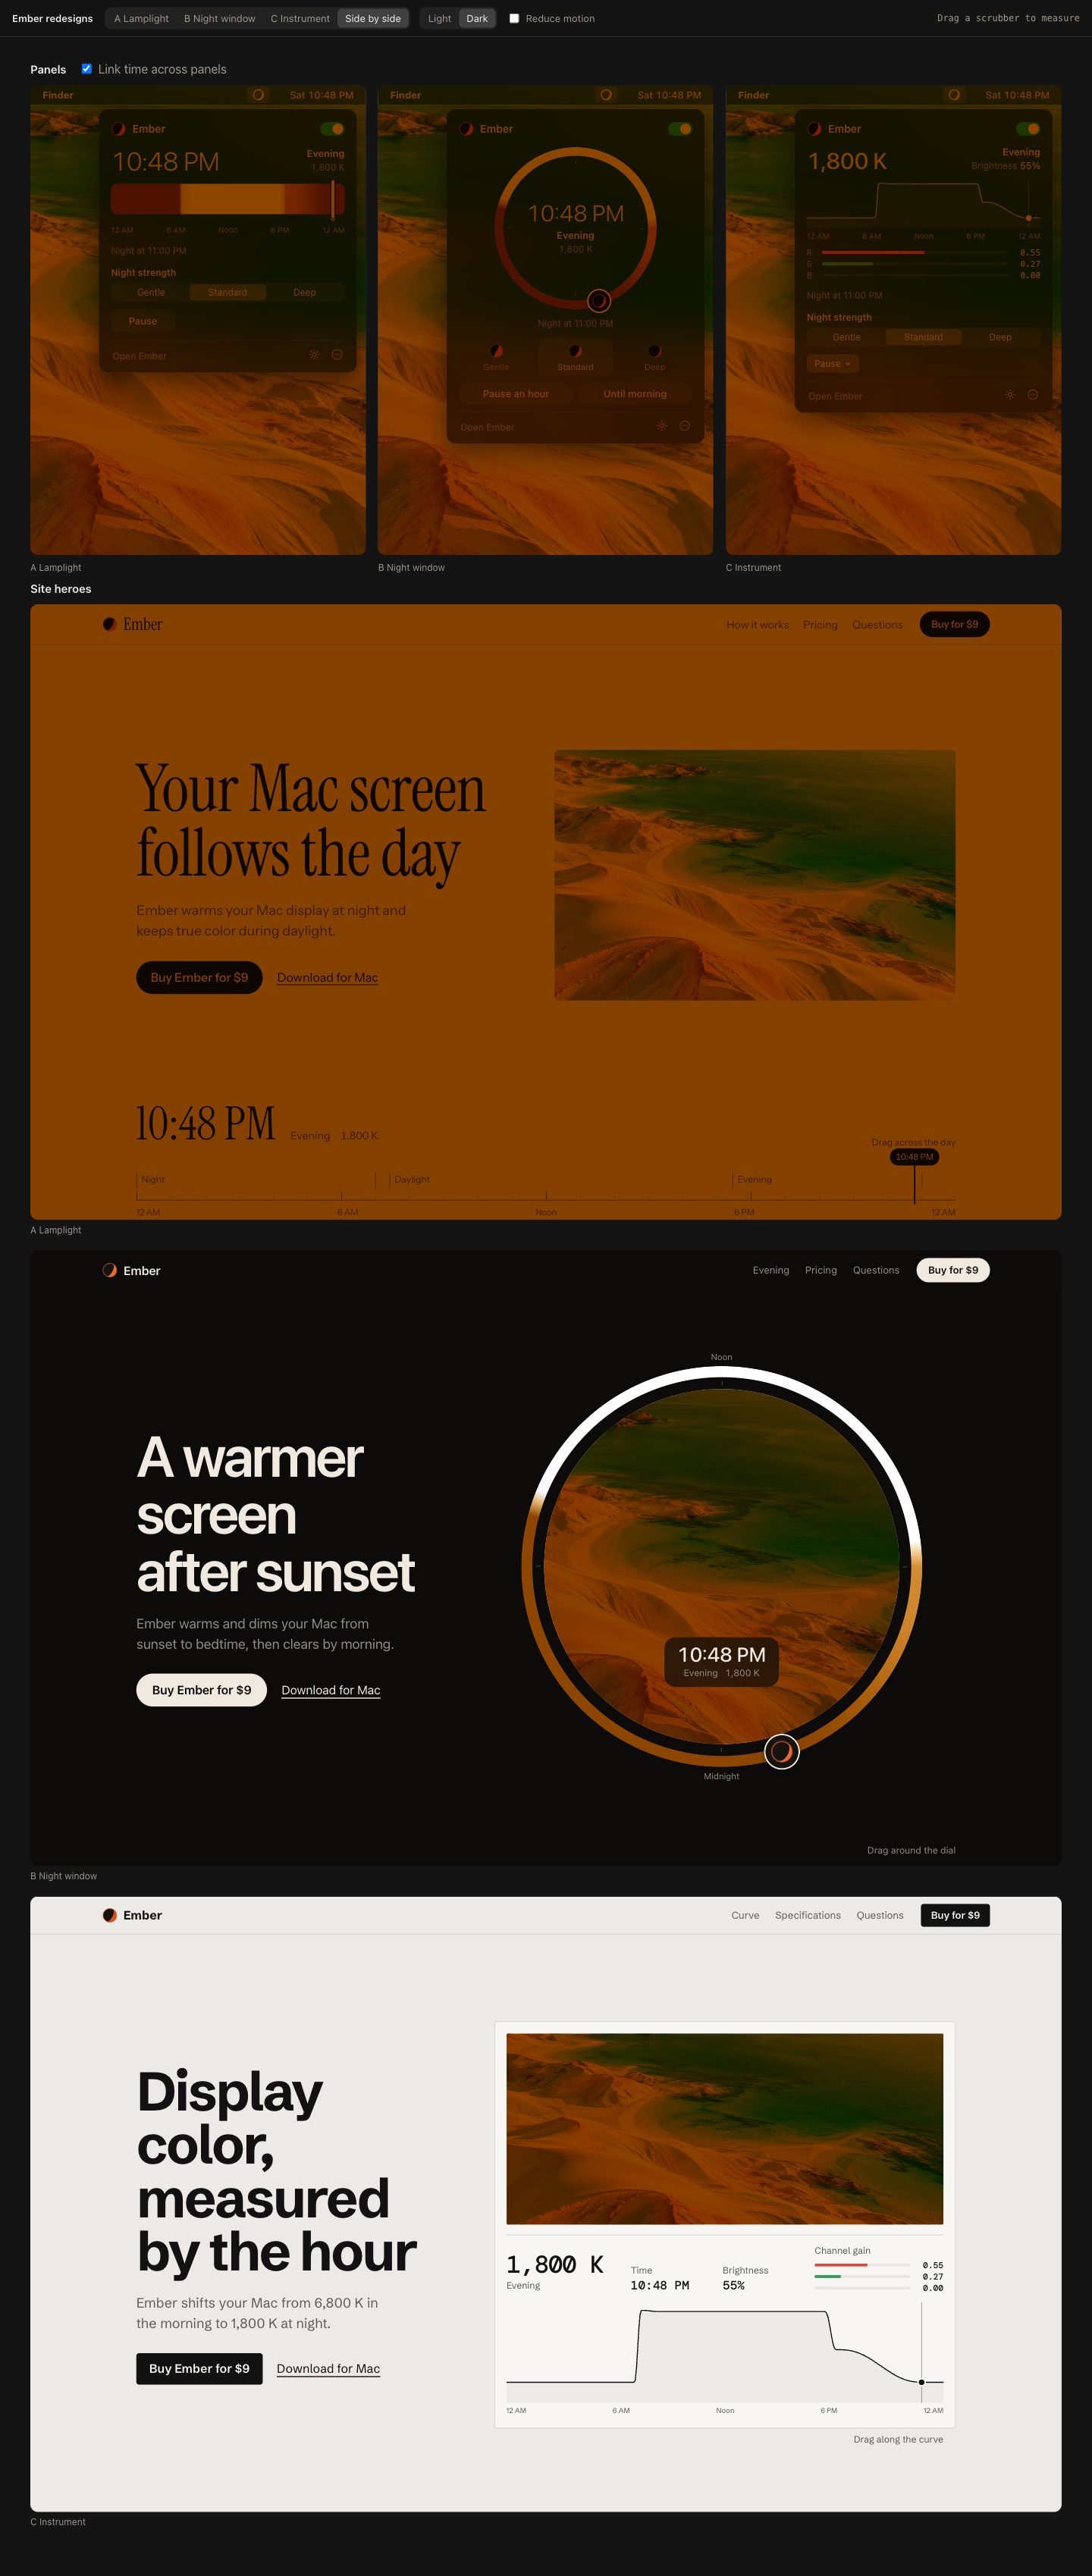 Ember redesigns A Lamplight B Night window C Instrument Side by side Light Dark Reduce motion Drag a scrubber to measure
Panels Link time across panels
Finder Sat 10:48 PM
Ember
10:48 PM
Evening
1,800 K
12 AM 6 AM Noon 6 PM 12 AM
Night at 11:00 PM
Night strength
Gentle Standard Deep
Pause
Open Ember
A Lamplight
Finder Sat 10:48 PM
Ember
10:48 PM
Evening
1,800 K
Night at 11:00 PM
Gentle Standard Deep
Pause an hour Until morning
Open Ember
B Night window
Finder Sat 10:48 PM
Ember
1,800 K
Evening
Brightness 55%
12 AM 6 AM Noon 6 PM 12 AM
R 0.55
G 0.27
B 0.00
Night at 11:00 PM
Night strength
Gentle Standard Deep
Pause
Open Ember
C Instrument
Site heroes
Ember How it works Pricing Questions Buy for $9
Your Mac screen
follows the day
Ember warms your Mac display at night and
keeps true color during daylight.
Buy Ember for $9 Download for Mac
10:48 PM Evening 1,800 K
Drag across the day
10:48 PM
Night Daylight Evening
12 AM 6 AM Noon 6 PM 12 AM
A Lamplight
Ember Evening Pricing Questions Buy for $9
Noon
A warmer
screen
after sunset
Ember warms and dims your Mac from
sunset to bedtime, then clears by morning.
Buy Ember for $9 Download for Mac
10:48 PM
Evening 1,800 K
Midnight
Drag around the dial
B Night window
Ember Curve Specifications Questions Buy for $9
Display
color,
measured
by the hour
Ember shifts your Mac from 6,800 K in
the morning to 1,800 K at night.
Buy Ember for $9 Download for Mac
1,800 K
Evening
Time
10:48 PM
Brightness
55%
Channel gain
0.55
0.27
0.00
12 AM 6 AM Noon 6 PM 12 AM
Drag along the curve
C Instrument